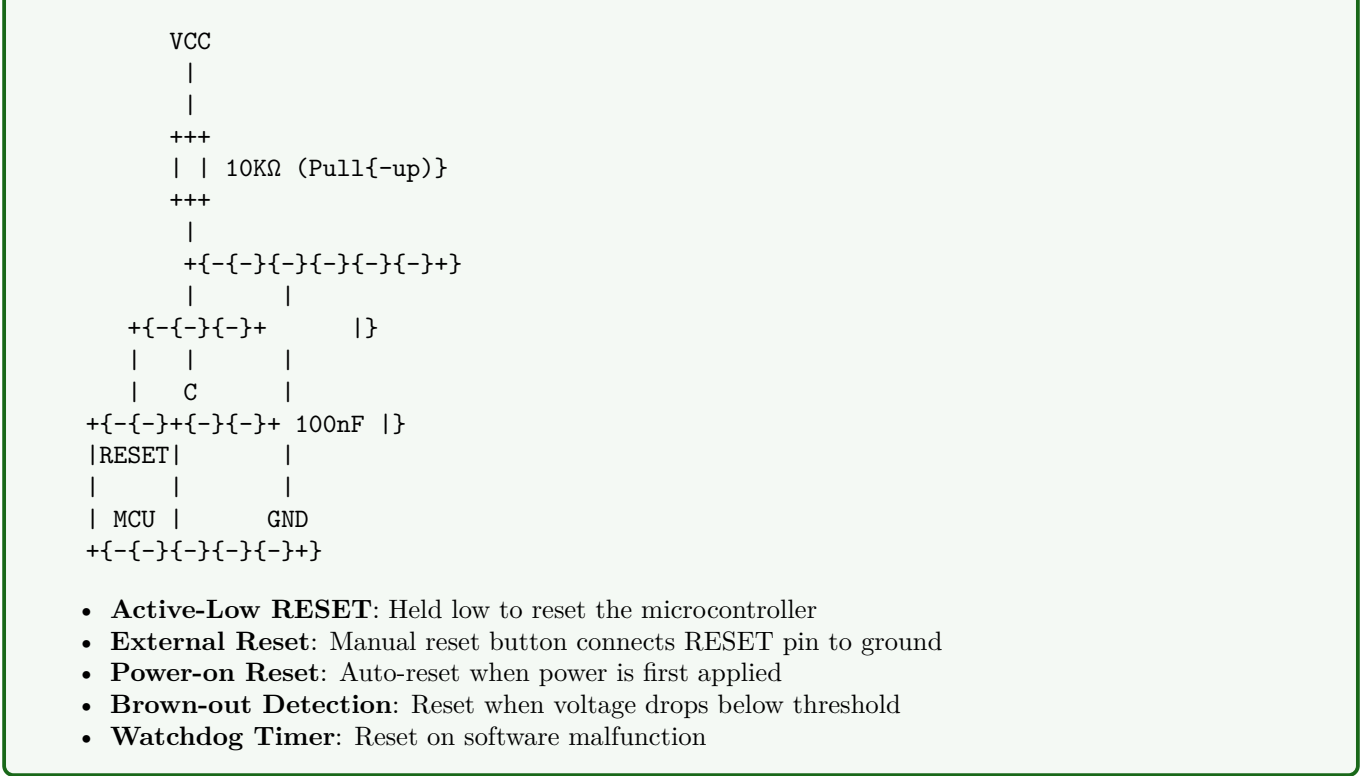 VCC
|
|
+++
| | 10KΩ (Pull{-up)}
+++
|
+{-{-}{-}{-}{-}{-}+}
| |
+{-{-}{-}+ |}
| | |
| C |
+{-{-}+{-}{-}+ 100nF |}
|RESET| |
| | |
| MCU | GND
+{-{-}{-}{-}{-}+}
• Active-Low RESET: Held low to reset the microcontroller
• External Reset: Manual reset button connects RESET pin to ground
• Power-on Reset: Auto-reset when power is first applied
• Brown-out Detection: Reset when voltage drops below threshold
• Watchdog Timer: Reset on software malfunction